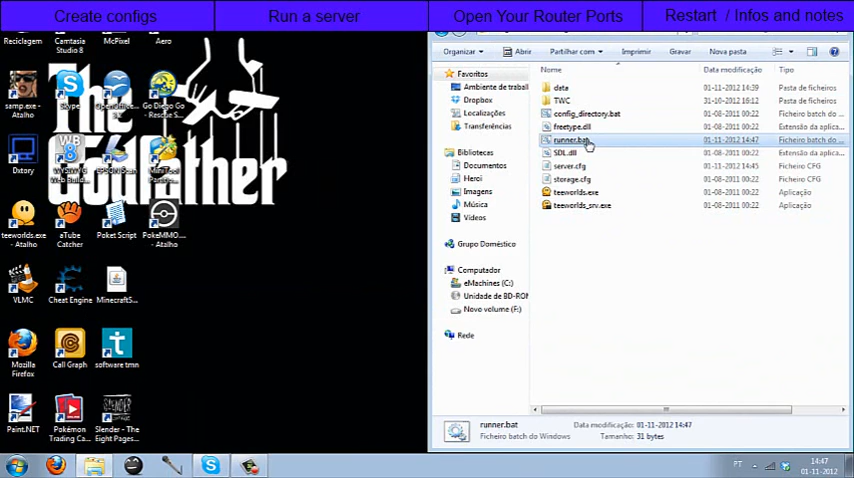 Create configs
Run a server
Open Your Router Ports
Restart / Infos and notes
Reciclagem
Camtasia
Studio 8
McPixel
Aero
samp.exe -
Atalho
Skype
Go Diego Go
- Rescue S...
Dxtory
Mini Tool
teeworlds.exe
- Atalho
aTube
Catcher
Poket Script
PokeMMO...
- Atalho
VLMC
Cheat Engine
MinecraftS...
Mozilla
Firefox
Call Graph
software tmn
Paint.NET
Pokémon
Trading Ca...
Slender - The
Eight Pages...
The
Godfather
Organizar
Abrir
Partilhar com
Imprimir
Gravar
Nova pasta
Favoritos
Ambiente de trabal
Dropbox
Localizações
Transferências
Bibliotecas
Documentos
Heroi
Imagens
Música
Vídeos
Grupo Doméstico
Computador
eMachines (C:)
Unidade de BD-ROM
Novo volume (F:)
Rede
Nome
Data modificação
Tipo
data
01-11-2012 14:39
Pasta de ficheiros
TWC
31-10-2012 16:12
Pasta de ficheiros
config_directory.bat
01-08-2011 00:22
Ficheiro batch do ...
freetype.dll
01-08-2011 00:22
Extensão da aplica...
runner.bat
01-11-2012 14:47
Ficheiro batch do ...
SDL.dll
01-08-2011 00:22
Extensão da aplica...
server.cfg
01-11-2012 14:45
Ficheiro CFG
storage.cfg
01-08-2011 00:22
Ficheiro CFG
teeworlds.exe
01-08-2011 00:22
Aplicação
teeworlds_srv.exe
01-08-2011 00:22
Aplicação
runner.bat
Data modificação: 01-11-2012 14:47
Ficheiro batch do Windows
Tamanho: 31 bytes
PT
14:47
01-11-2012